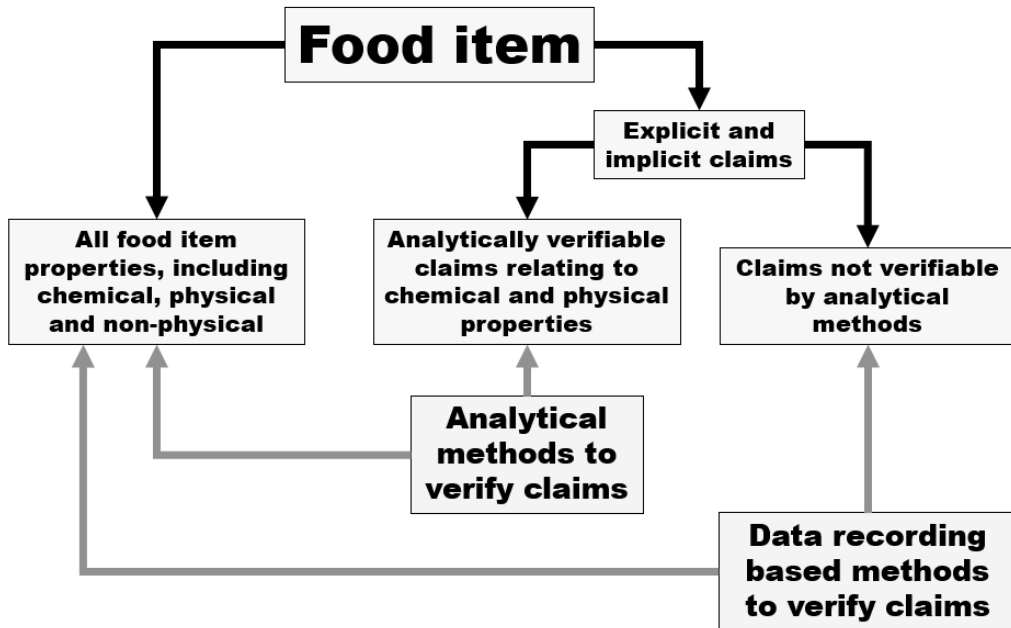 Food item
Explicit and
implicit claims
All food item
properties, including
chemical, physical
and non-physical
Analytically verifiable
claims relating to
chemical and physical
properties
Claims not verifiable
by analytical
methods
Analytical
methods to
verify claims
Data recording
based methods
to verify claims